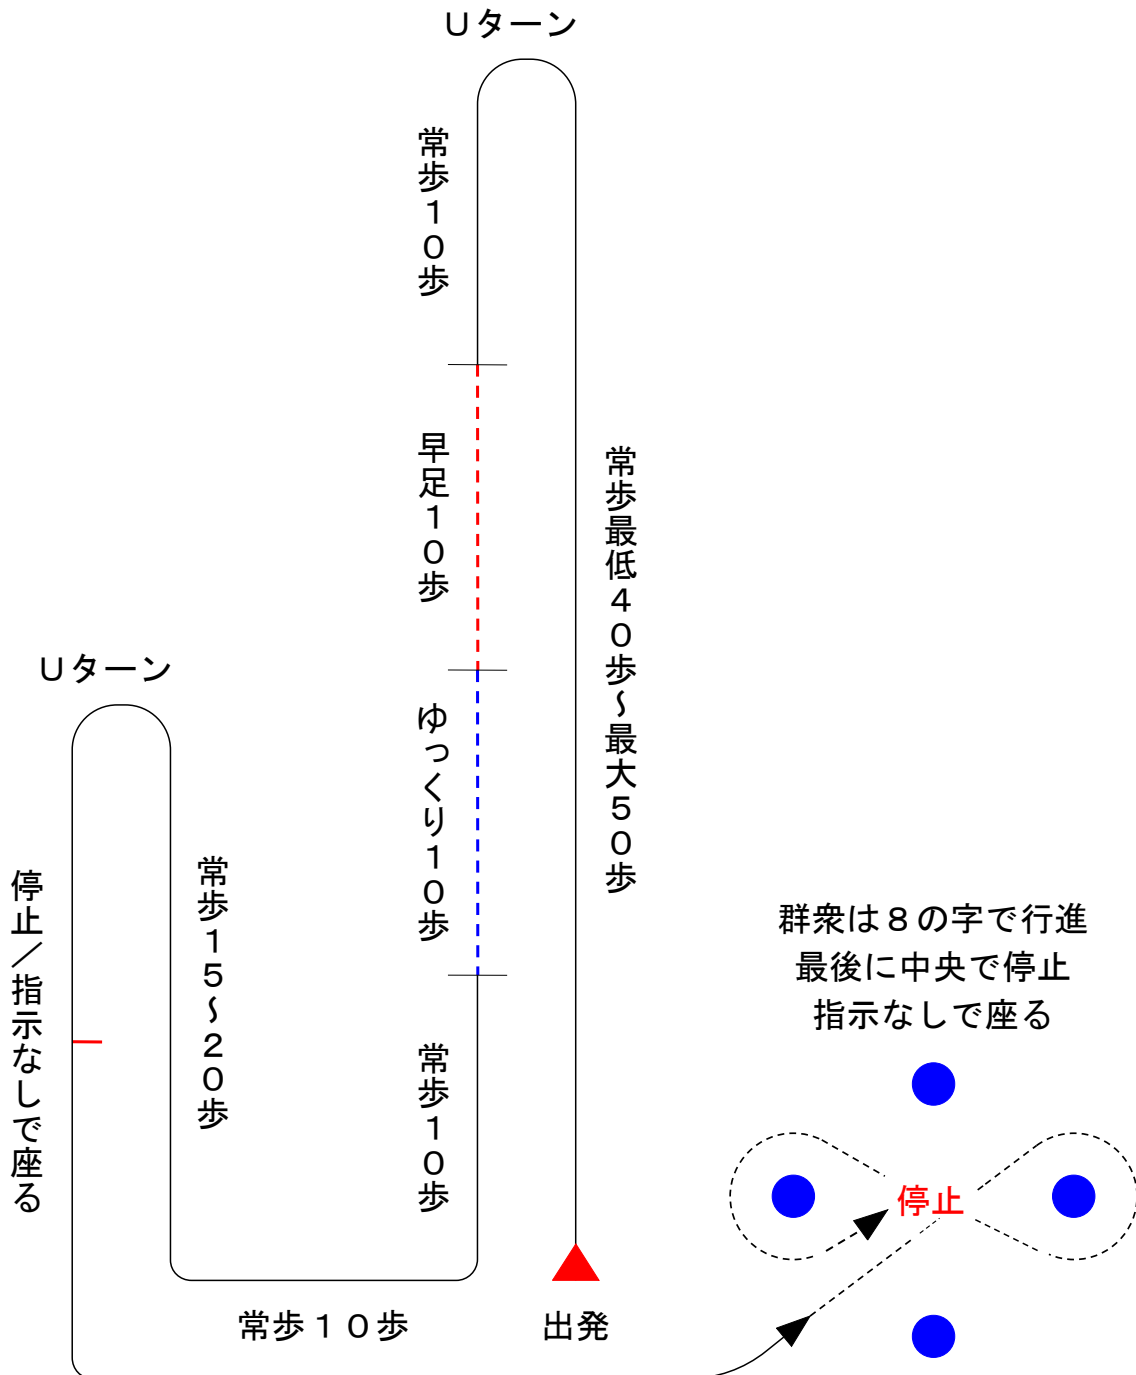 Uターン
常歩10歩
早足10歩
ゆっくり10歩
常歩10歩
常歩最低40歩～最大50歩
Uターン
停止／指示なしで座る
常歩15～20歩
常歩10歩
出発
群衆は8の字で行進
最後に中央で停止
指示なしで座る
停止